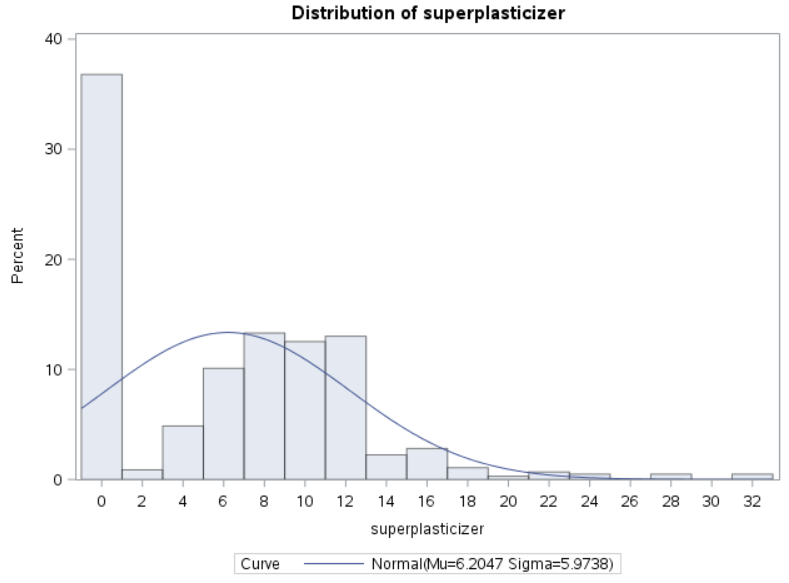 Distribution of superplasticizer
40
30
20
10
0
Percent
0 2 4 6 8 10 12 14 16 18 20 22 24 26 28 30 32
superplasticizer
Curve Normal(Mu=6.2047 Sigma=5.9738)